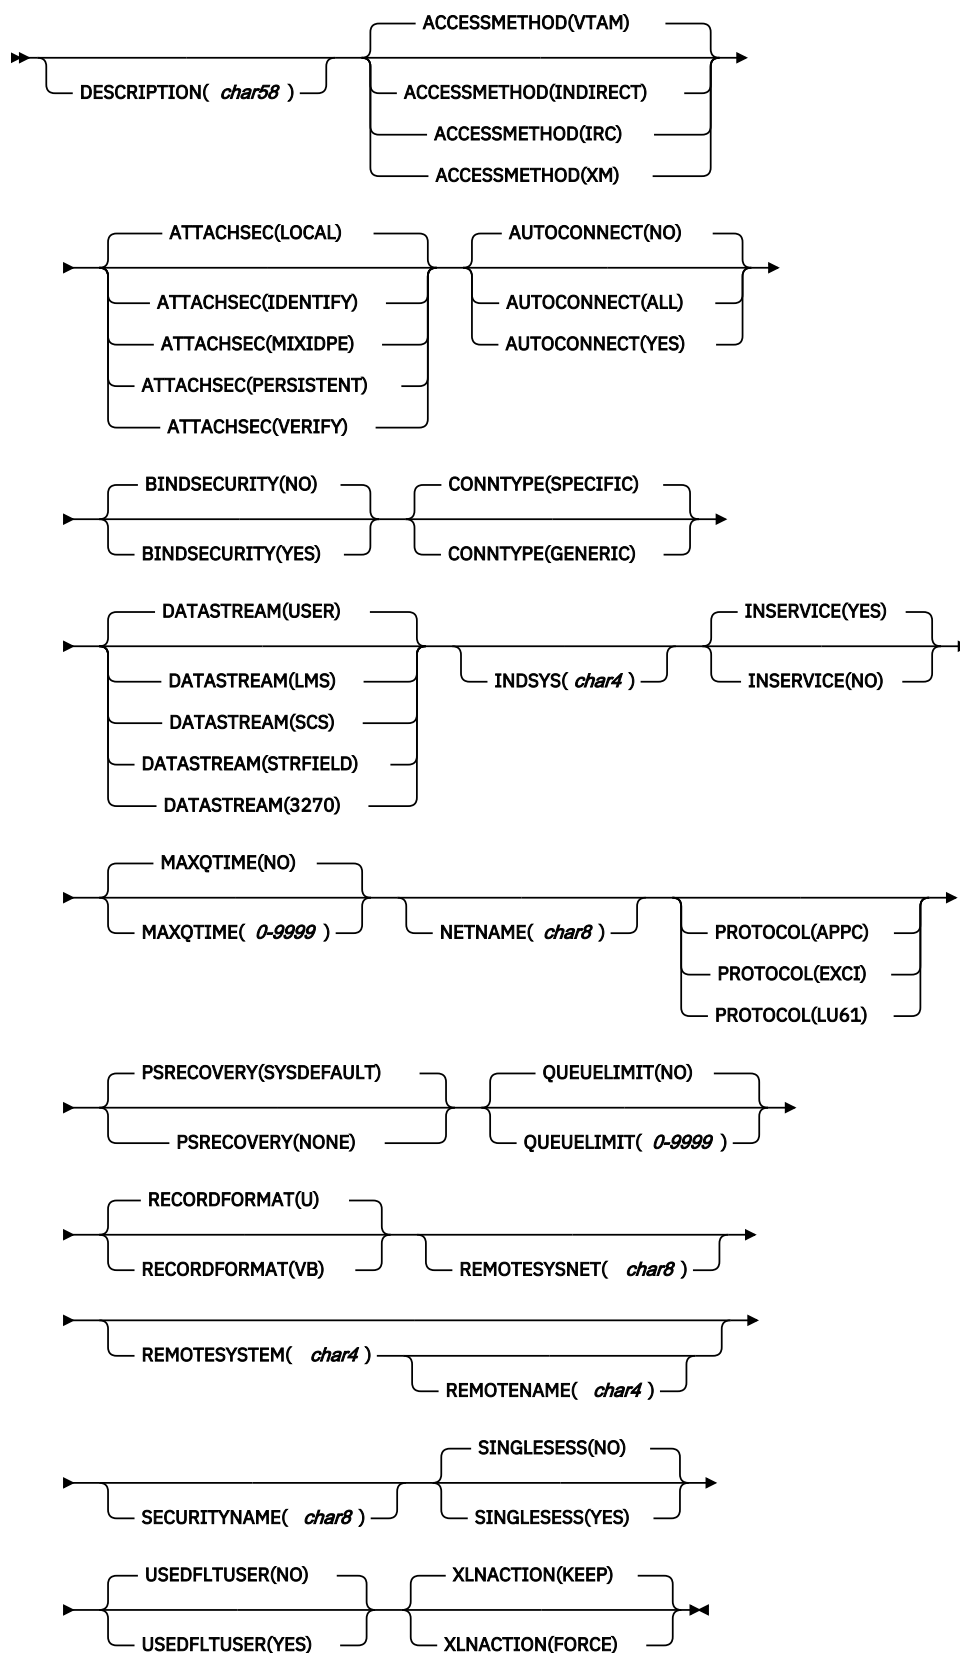 ACCESSMETHOD(VTAM)
DESCRIPTION( char58 )
ACCESSMETHOD(INDIRECT)
ACCESSMETHOD(IRC)
ACCESSMETHOD(XM)
ATTACHSEC(LOCAL)
ATTACHSEC(IDENTIFY)
ATTACHSEC(MIXIDPE)
ATTACHSEC(PERSISTENT)
ATTACHSEC(VERIFY)
AUTOCONNECT(NO)
AUTOCONNECT(ALL)
AUTOCONNECT(YES)
BINDSECURITY(NO)
BINDSECURITY(YES)
CONNTYPE(SPECIFIC)
CONNTYPE(GENERIC)
DATASTREAM(USER)
DATASTREAM(LMS)
DATASTREAM(SCS)
DATASTREAM(STRFIELD)
DATASTREAM(3270)
INDSYS( char4 )
INSERVICE(YES)
INSERVICE(NO)
MAXQTIME(NO)
MAXQTIME( 0-9999 )
NETNAME( char8 )
PROTOCOL(APPC)
PROTOCOL(EXCI)
PROTOCOL(LU61)
PSRECOVERY(SYSDEFAULT)
PSRECOVERY(NONE)
QUEUELIMIT(NO)
QUEUELIMIT( 0-9999 )
RECORDFORMAT(U)
RECORDFORMAT(VB)
REMOTESYSNET( char8 )
REMOTESYSTEM( char4 )
REMOTENAME( char4 )
SECURITYNAME( char8 )
SINGLESESS(NO)
SINGLESESS(YES)
USEDFLTUSER(NO)
USEDFLTUSER(YES)
XLNACTION(KEEP)
XLNACTION(FORCE)